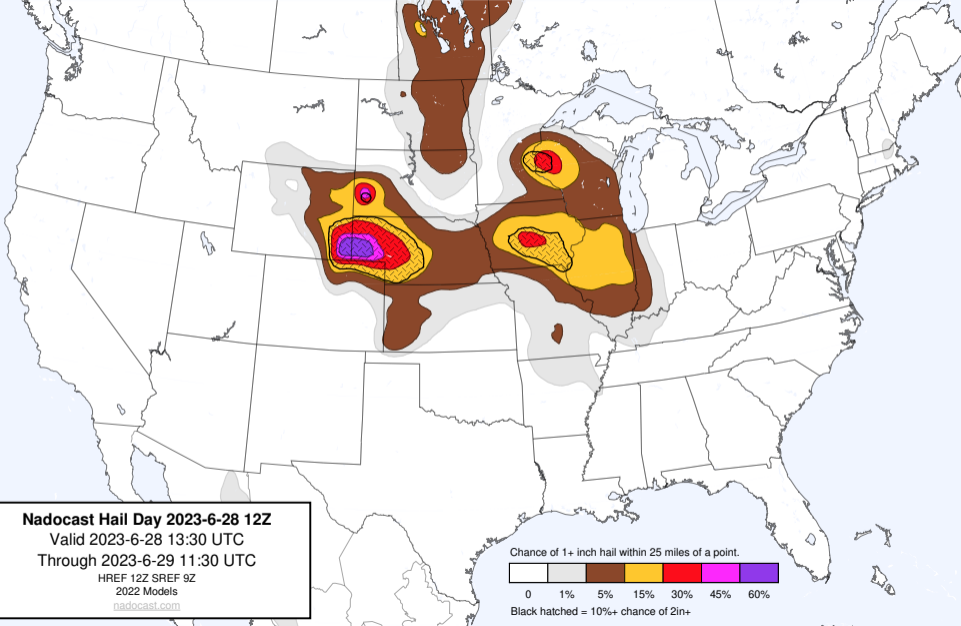 Nadocast Hail Day 2023-6-28 12Z
Valid 2023-6-28 13:30 UTC
Through 2023-6-29 11:30 UTC
HREF 12Z SREF 9Z
2022 Models
nadocast.com
Chance of 1+ inch hail within 25 miles of a point.
0 1% 5% 15% 30% 45% 60%
Black hatched = 10%+ chance of 2in+